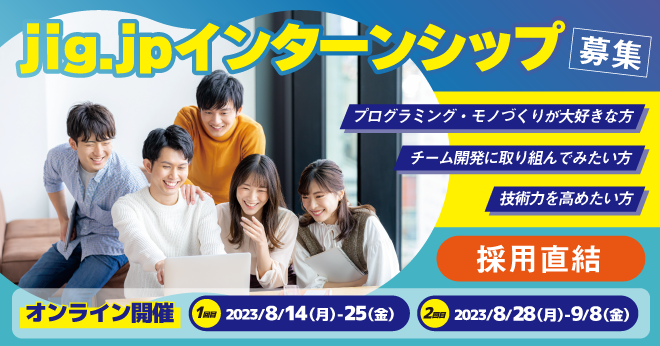 jig.jpインターンシップ
募集
プログラミング・モノづくりが大好きな方
チーム開発に取り組んでみたい方
技術力を高めたい方
採用直結
オンライン開催 1回目 2023/8/14(月)-25(金) 2回目 2023/8/28(月)-9/8(金)